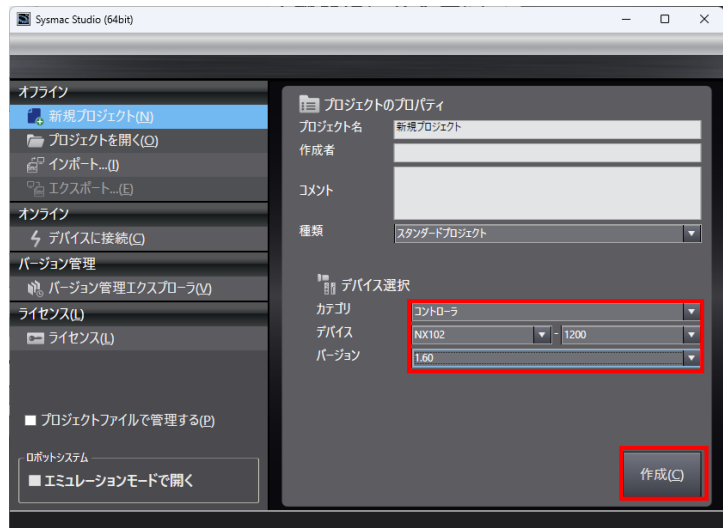 Sysmac Studio (64bit)
オフライン
新規プロジェクト(N)
プロジェクトを開く(O)
インポート...(I)
エクスポート...(E)
オンライン
デバイスに接続(C)
バージョン管理
バージョン管理エクスプローラ(V)
ライセンス(L)
ライセンス(L)
プロジェクトファイルで管理する(P)
ロボットシステム
エミュレーションモードで開く
プロジェクトのプロパティ
プロジェクト名 新規プロジェクト
作成者
コメント
種類 スタンダードプロジェクト
デバイス選択
カテゴリ コントローラ
デバイス NX102 - 1200
バージョン 1.60
作成(C)